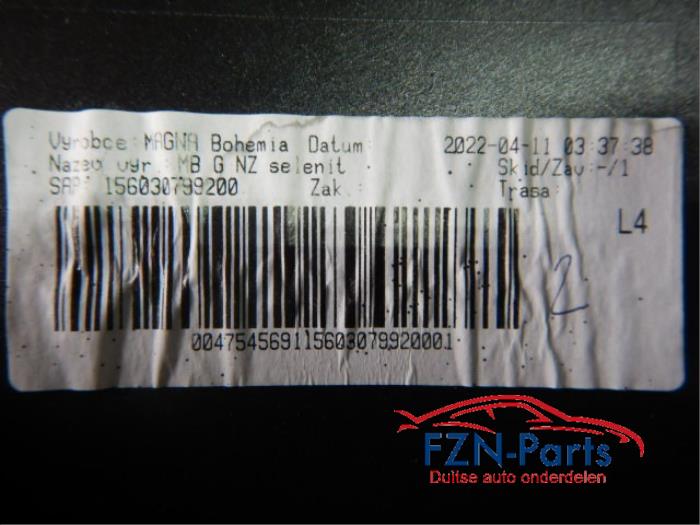 Vyrobce: MAGNA Bohemia Datum: 2022-04-11 03:37:38
Nazev vyr.: MB G NZ selenit Skid/Zav:-/1
SAP: 156030799200 Zak.: Trasa:
L4
2
004754569115603079920001
FZN-Parts
Duitse auto onderdelen